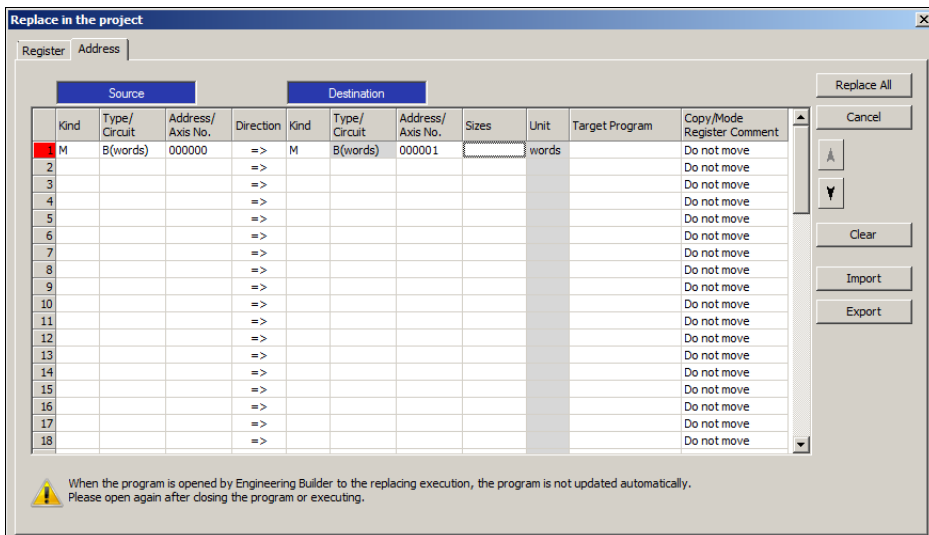 Replace in the project
Register Address
Source Destination
Kind Type/ Circuit Address/ Axis No. Direction Kind Type/ Circuit Address/ Axis No. Sizes Unit Target Program Copy/Mode Register Comment
1 M B(words) 000000 => M B(words) 000001 words Do not move
2 => Do not move
3 => Do not move
4 => Do not move
5 => Do not move
6 => Do not move
7 => Do not move
8 => Do not move
9 => Do not move
10 => Do not move
11 => Do not move
12 => Do not move
13 => Do not move
14 => Do not move
15 => Do not move
16 => Do not move
17 => Do not move
18 => Do not move
Replace All
Cancel
Clear
Import
Export
When the program is opened by Engineering Builder to the replacing execution, the program is not updated automatically.
Please open again after closing the program or executing.